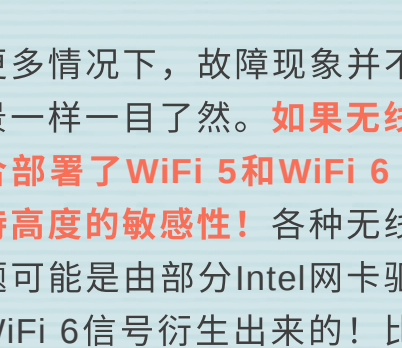 更多情况下，故障现象并不
景一样一目了然。如果无线
合部署了WiFi 5和WiFi 6
持高度的敏感性！各种无线
题可能是由部分Intel网卡驱
WiFi 6信号衍生出来的！比